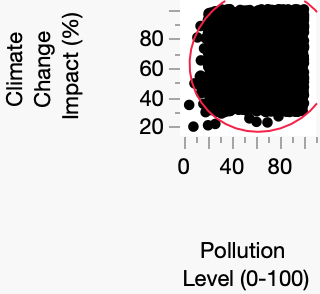 Climate
Change
Impact (%)
80
60
40
20
0 40 80
Pollution
Level (0-100)